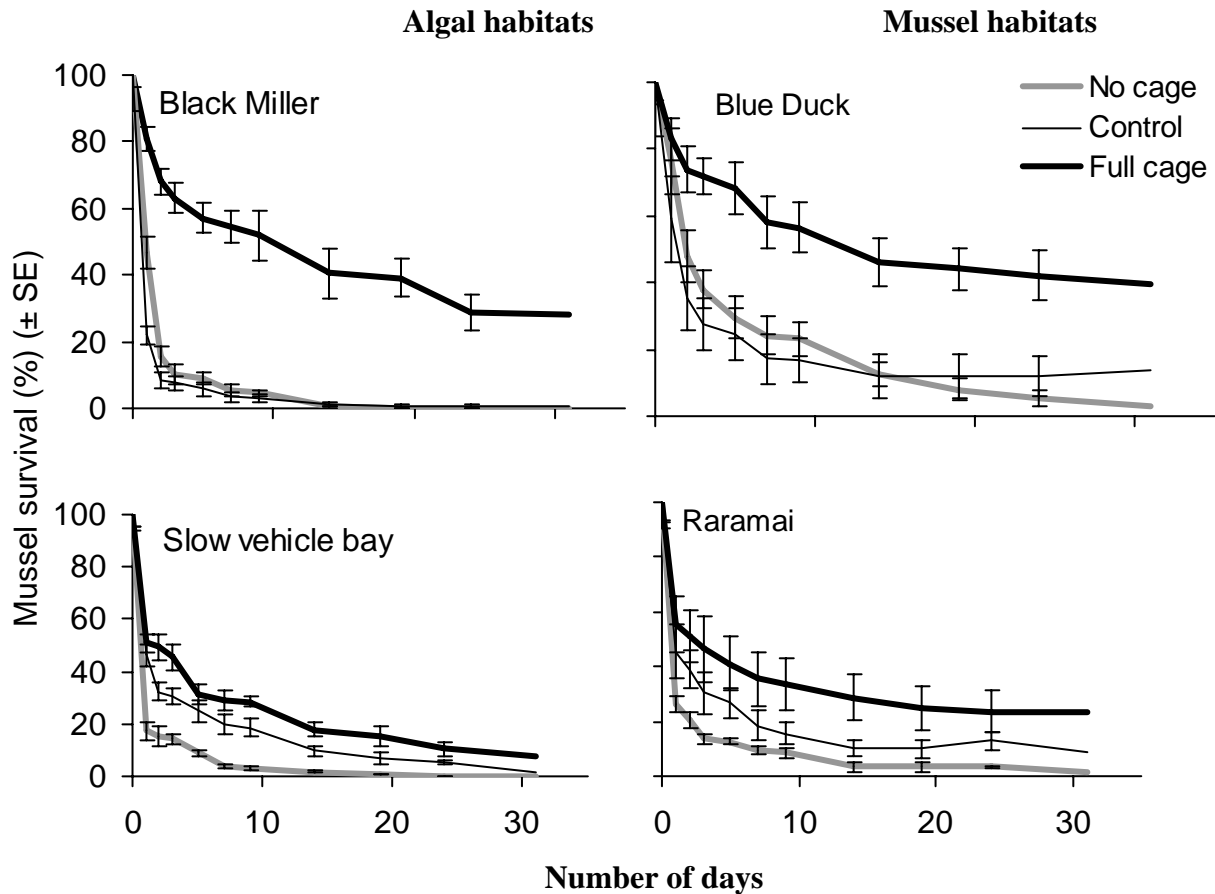 Algal habitats
Mussel habitats
Black Miller
Blue Duck
No cage
Control
Full cage
100
80
60
40
20
0
Mussel survival (%) (± SE)
Slow vehicle bay
Raramai
100
80
60
40
20
0
0 10 20 30
0 10 20 30
Number of days